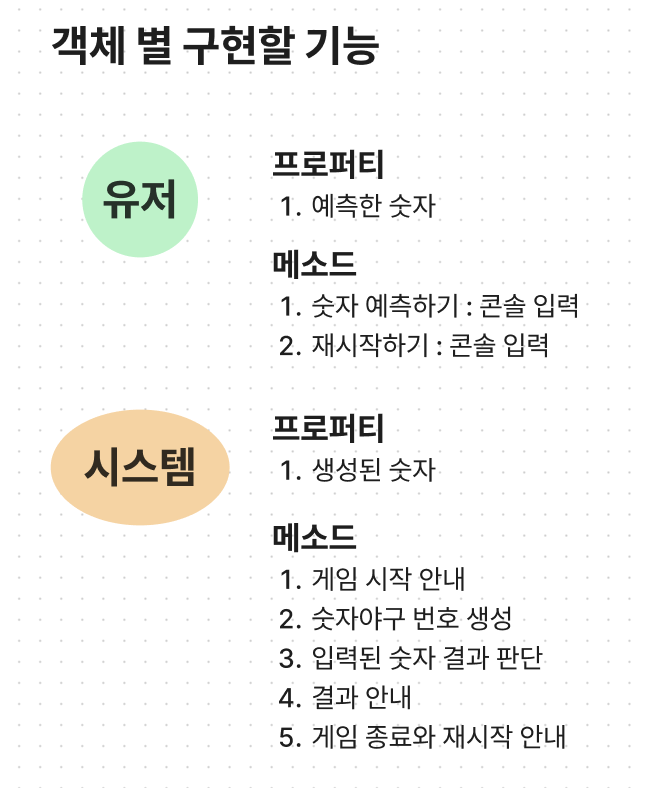 객체 별 구현할 기능
유저
프로퍼티
1. 예측한 숫자
메소드
1. 숫자 예측하기 : 콘솔 입력
2. 재시작하기 : 콘솔 입력
시스템
프로퍼티
1. 생성된 숫자
메소드
1. 게임 시작 안내
2. 숫자야구 번호 생성
3. 입력된 숫자 결과 판단
4. 결과 안내
5. 게임 종료와 재시작 안내